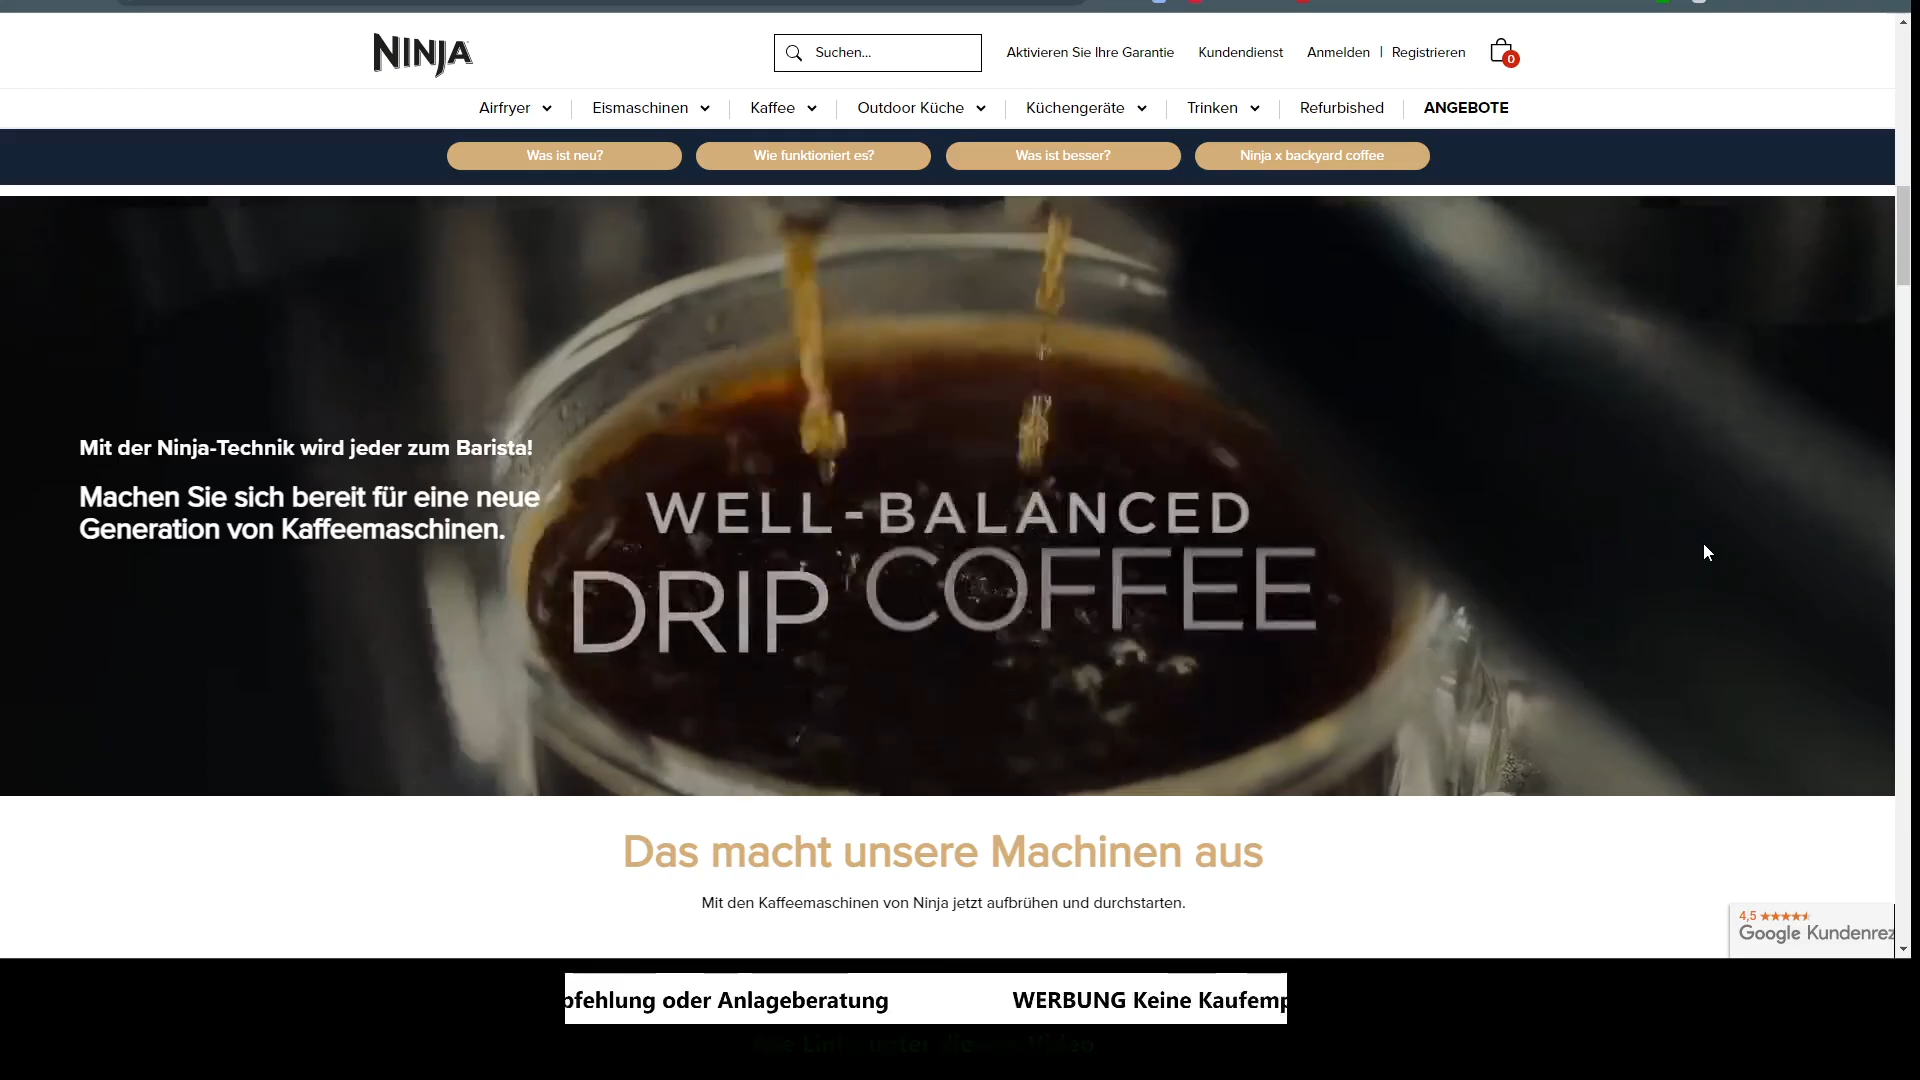 NINJA
Suchen...
Aktivieren Sie Ihre Garantie
Kundendienst
Anmelden | Registrieren
0
Airfryer
Eismaschinen
Kaffee
Outdoor Küche
Küchengeräte
Trinken
Refurbished
ANGEBOTE
Was ist neu?
Wie funktioniert es?
Was ist besser?
Ninja x backyard coffee
Mit der Ninja-Technik wird jeder zum Barista!
Machen Sie sich bereit für eine neue
Generation von Kaffeemaschinen.
WELL-BALANCED
DRIP COFFEE
Das macht unsere Machinen aus
Mit den Kaffeemaschinen von Ninja jetzt aufbrühen und durchstarten.
4,5
Google Kundenrez
pfehlung oder Anlageberatung WERBUNG Keine Kaufemp